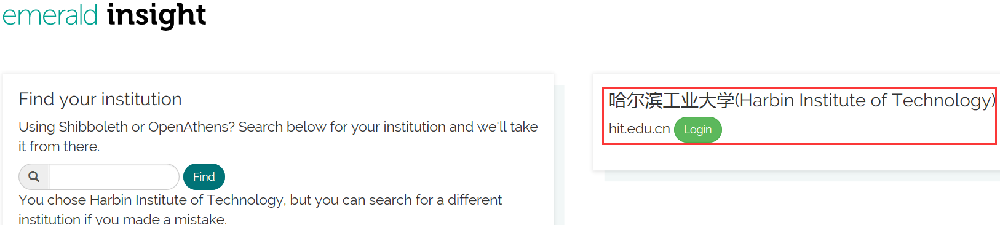 emerald insight
Find your institution
Using Shibboleth or OpenAthens? Search below for your institution and we'll take
it from there.
Find
You chose Harbin Institute of Technology, but you can search for a different
institution if you made a mistake.
哈尔滨工业大学(Harbin Institute of Technology)
hit.edu.cn Login